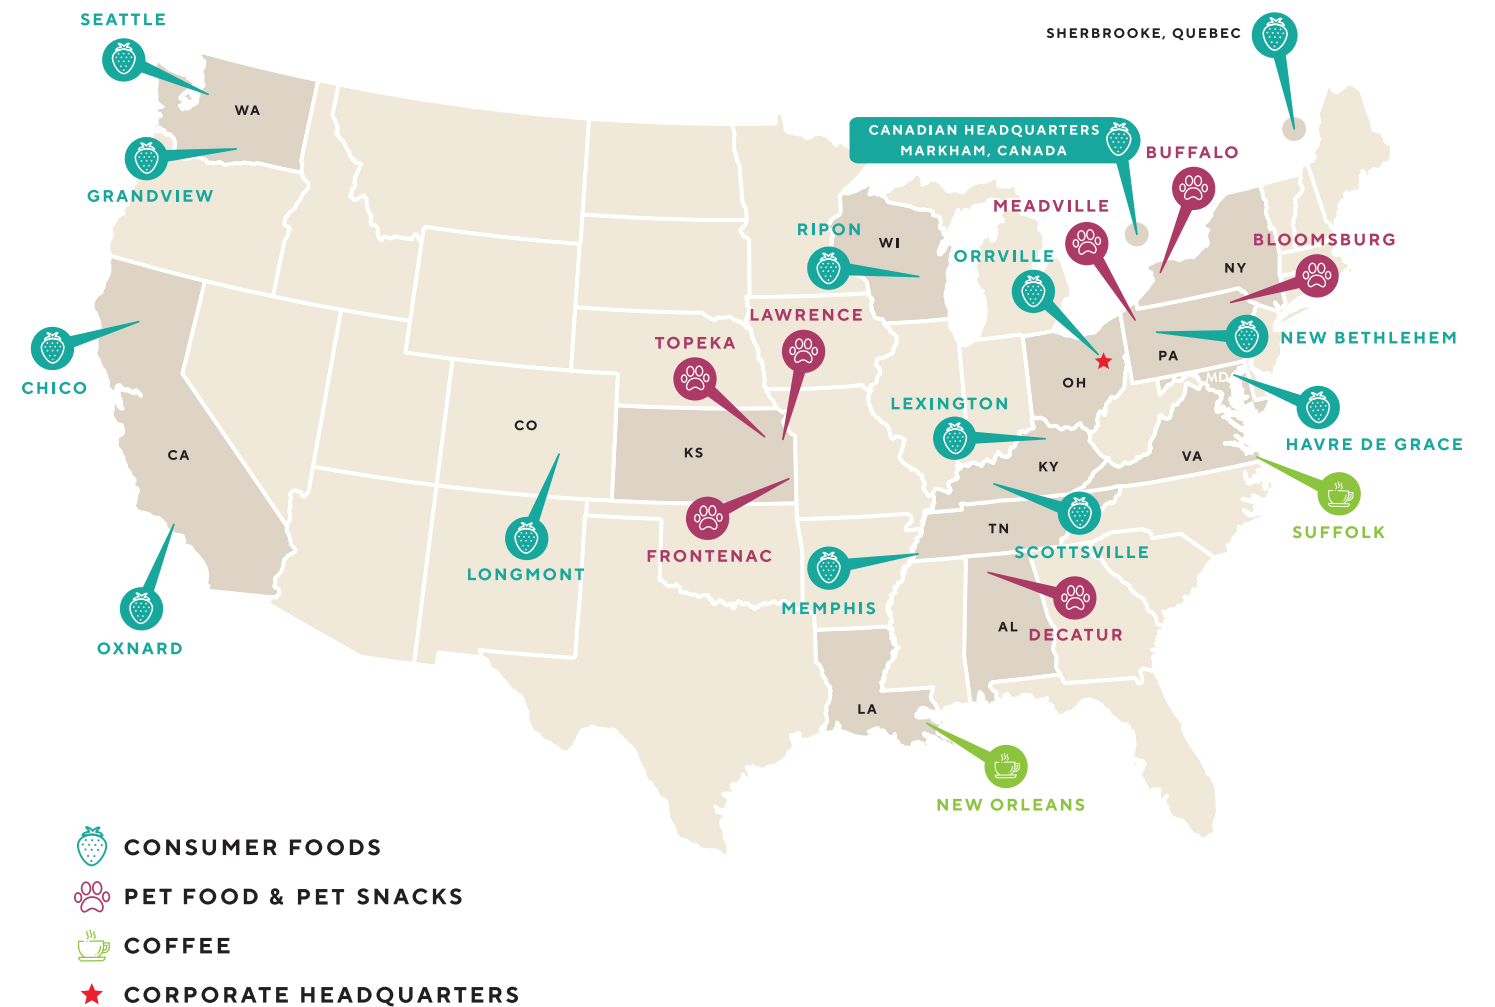 SEATTLE
SHERBROOKE, QUEBEC
WA
CANADIAN HEADQUARTERS
MARKHAM, CANADA
BUFFALO
GRANDVIEW
MEADVILLE
RIPON
WI
ORRVILLE
BLOOMSBURG
NY
LAWRENCE
TOPEKA
NEW BETHLEHEM
PA
CHICO
OH
MD
LEXINGTON
CO
HAVRE DE GRACE
CA
KS
KY
VA
TN
SUFFOLK
FRONTENAC
SCOTTSVILLE
LONGMONT
MEMPHIS
AL
DECATUR
OXNARD
LA
NEW ORLEANS
CONSUMER FOODS
PET FOOD & PET SNACKS
COFFEE
CORPORATE HEADQUARTERS